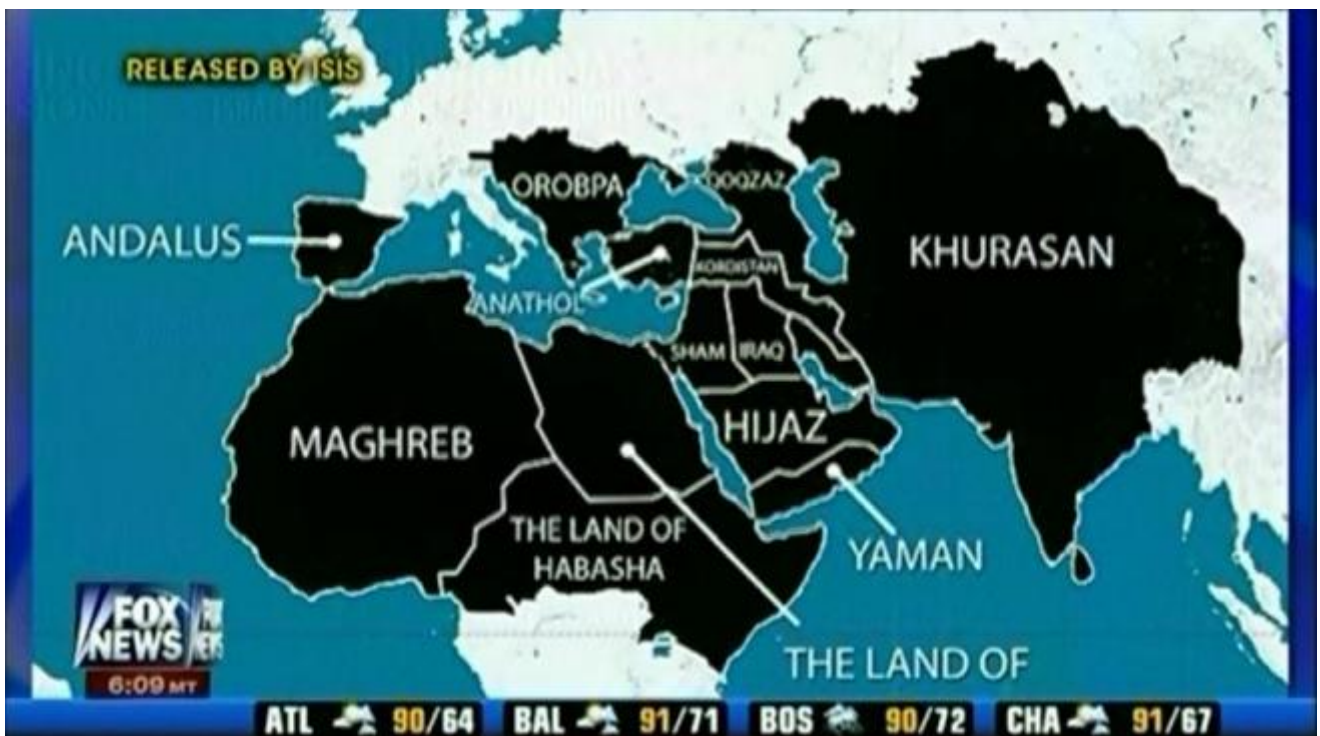 RELEASED BY ISIS
OROBPA
QOQZAZ
ANDALUS
KHURASAN
KORDISTAN
ANATHOL
SHAM
IRAQ
HIJAZ
MAGHREB
THE LAND OF
HABASHA
YAMAN
THE LAND OF
FOX
NEWS
6:09 MT
ATL 90/64 BAL 91/71 BOS 90/72 CHA 91/67